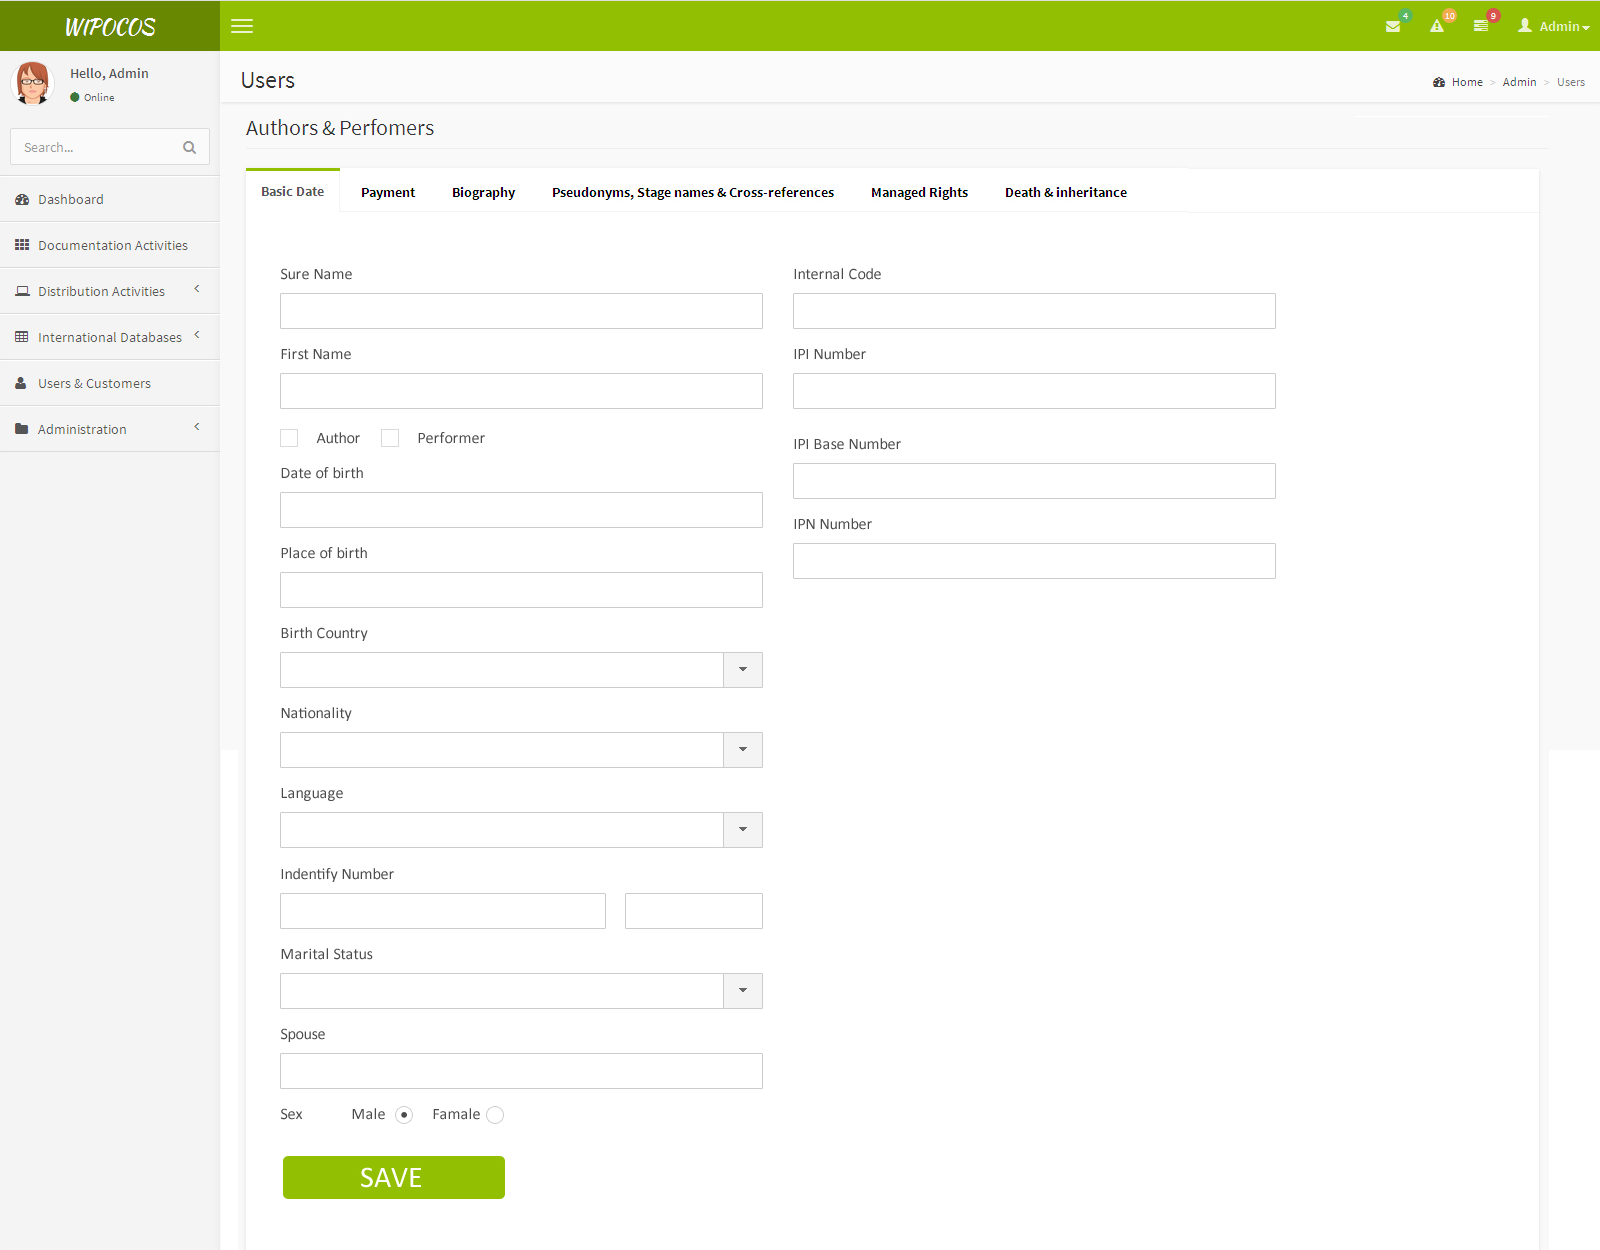 WIPOCOS
4
10
9
Admin
Hello, Admin
Online
Search...
Dashboard
Documentation Activities
Distribution Activities
International Databases
Users & Customers
Administration
Users
Home > Admin > Users
Authors & Perfomers
Basic Date
Payment
Biography
Pseudonyms, Stage names & Cross-references
Managed Rights
Death & inheritance
Sure Name
First Name
Author
Performer
Date of birth
Place of birth
Birth Country
Nationality
Language
Indentify Number
Marital Status
Spouse
Sex
Male
Famale
SAVE
Internal Code
IPI Number
IPI Base Number
IPN Number